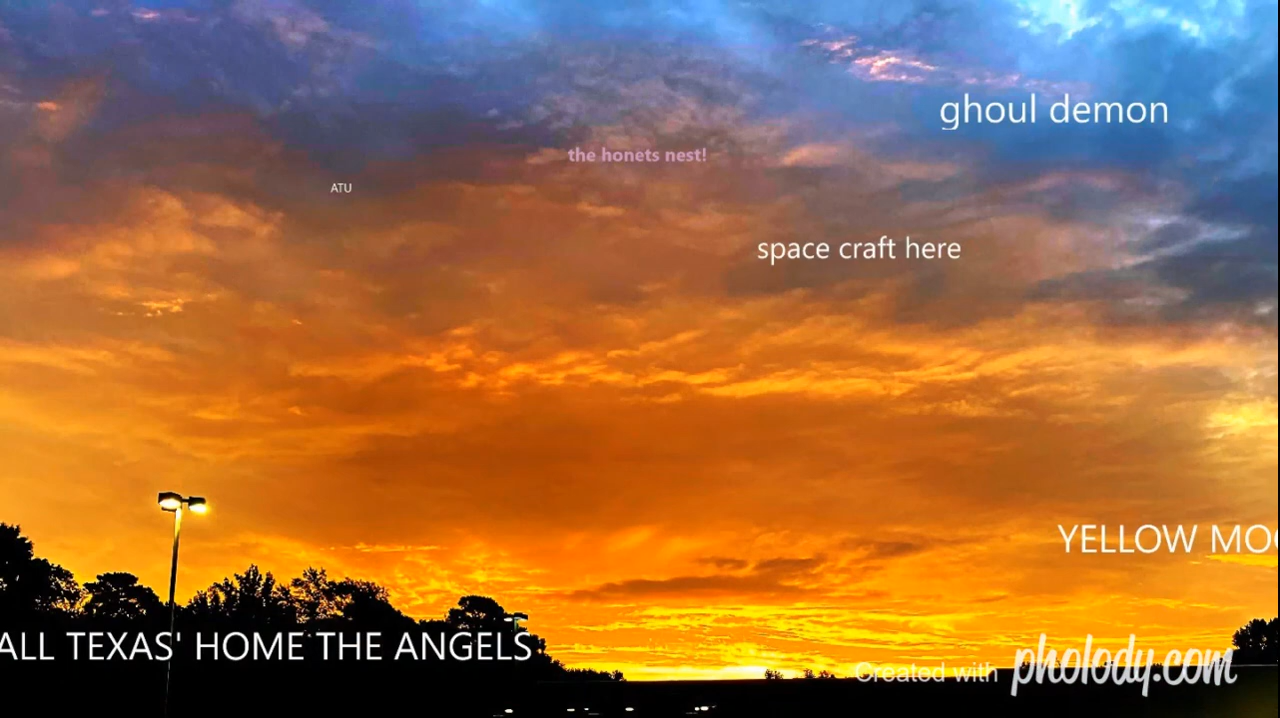 ghoul demon
the honets nest!
ATU
space craft here
YELLOW MO
ALL TEXAS' HOME THE ANGELS
Created with pholody.com